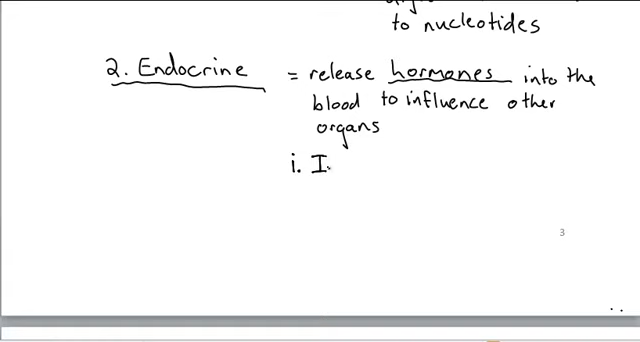 to nucleotides
2. Endocrine = release hormones into the
blood to influence other
organs
i. I
3